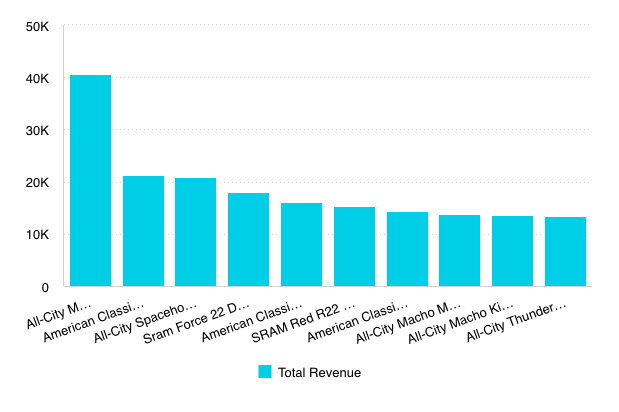 50K
40K
30K
20K
10K
0
All-City M…
American Classi…
All-City Spaceho…
Sram Force 22 D…
American Classi…
SRAM Red R22 …
American Classi…
All-City Macho M…
All-City Macho Ki…
All-City Thunder…
Total Revenue